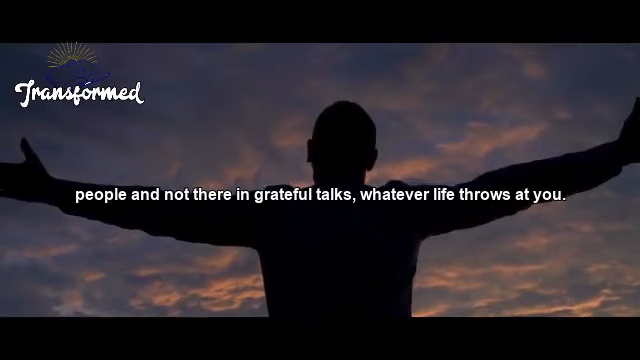 Transformed
people and not there in grateful talks, whatever life throws at you.